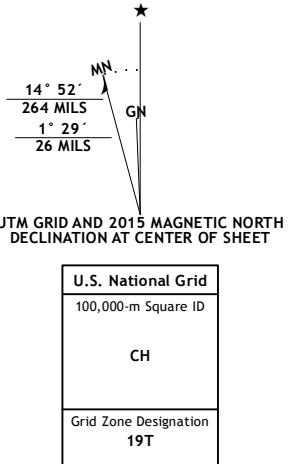 MN
GN
14° 52´
264 MILS
1° 29´
26 MILS
UTM GRID AND 2015 MAGNETIC NORTH
DECLINATION AT CENTER OF SHEET
U.S. National Grid
100,000-m Square ID
CH
Grid Zone Designation
19T